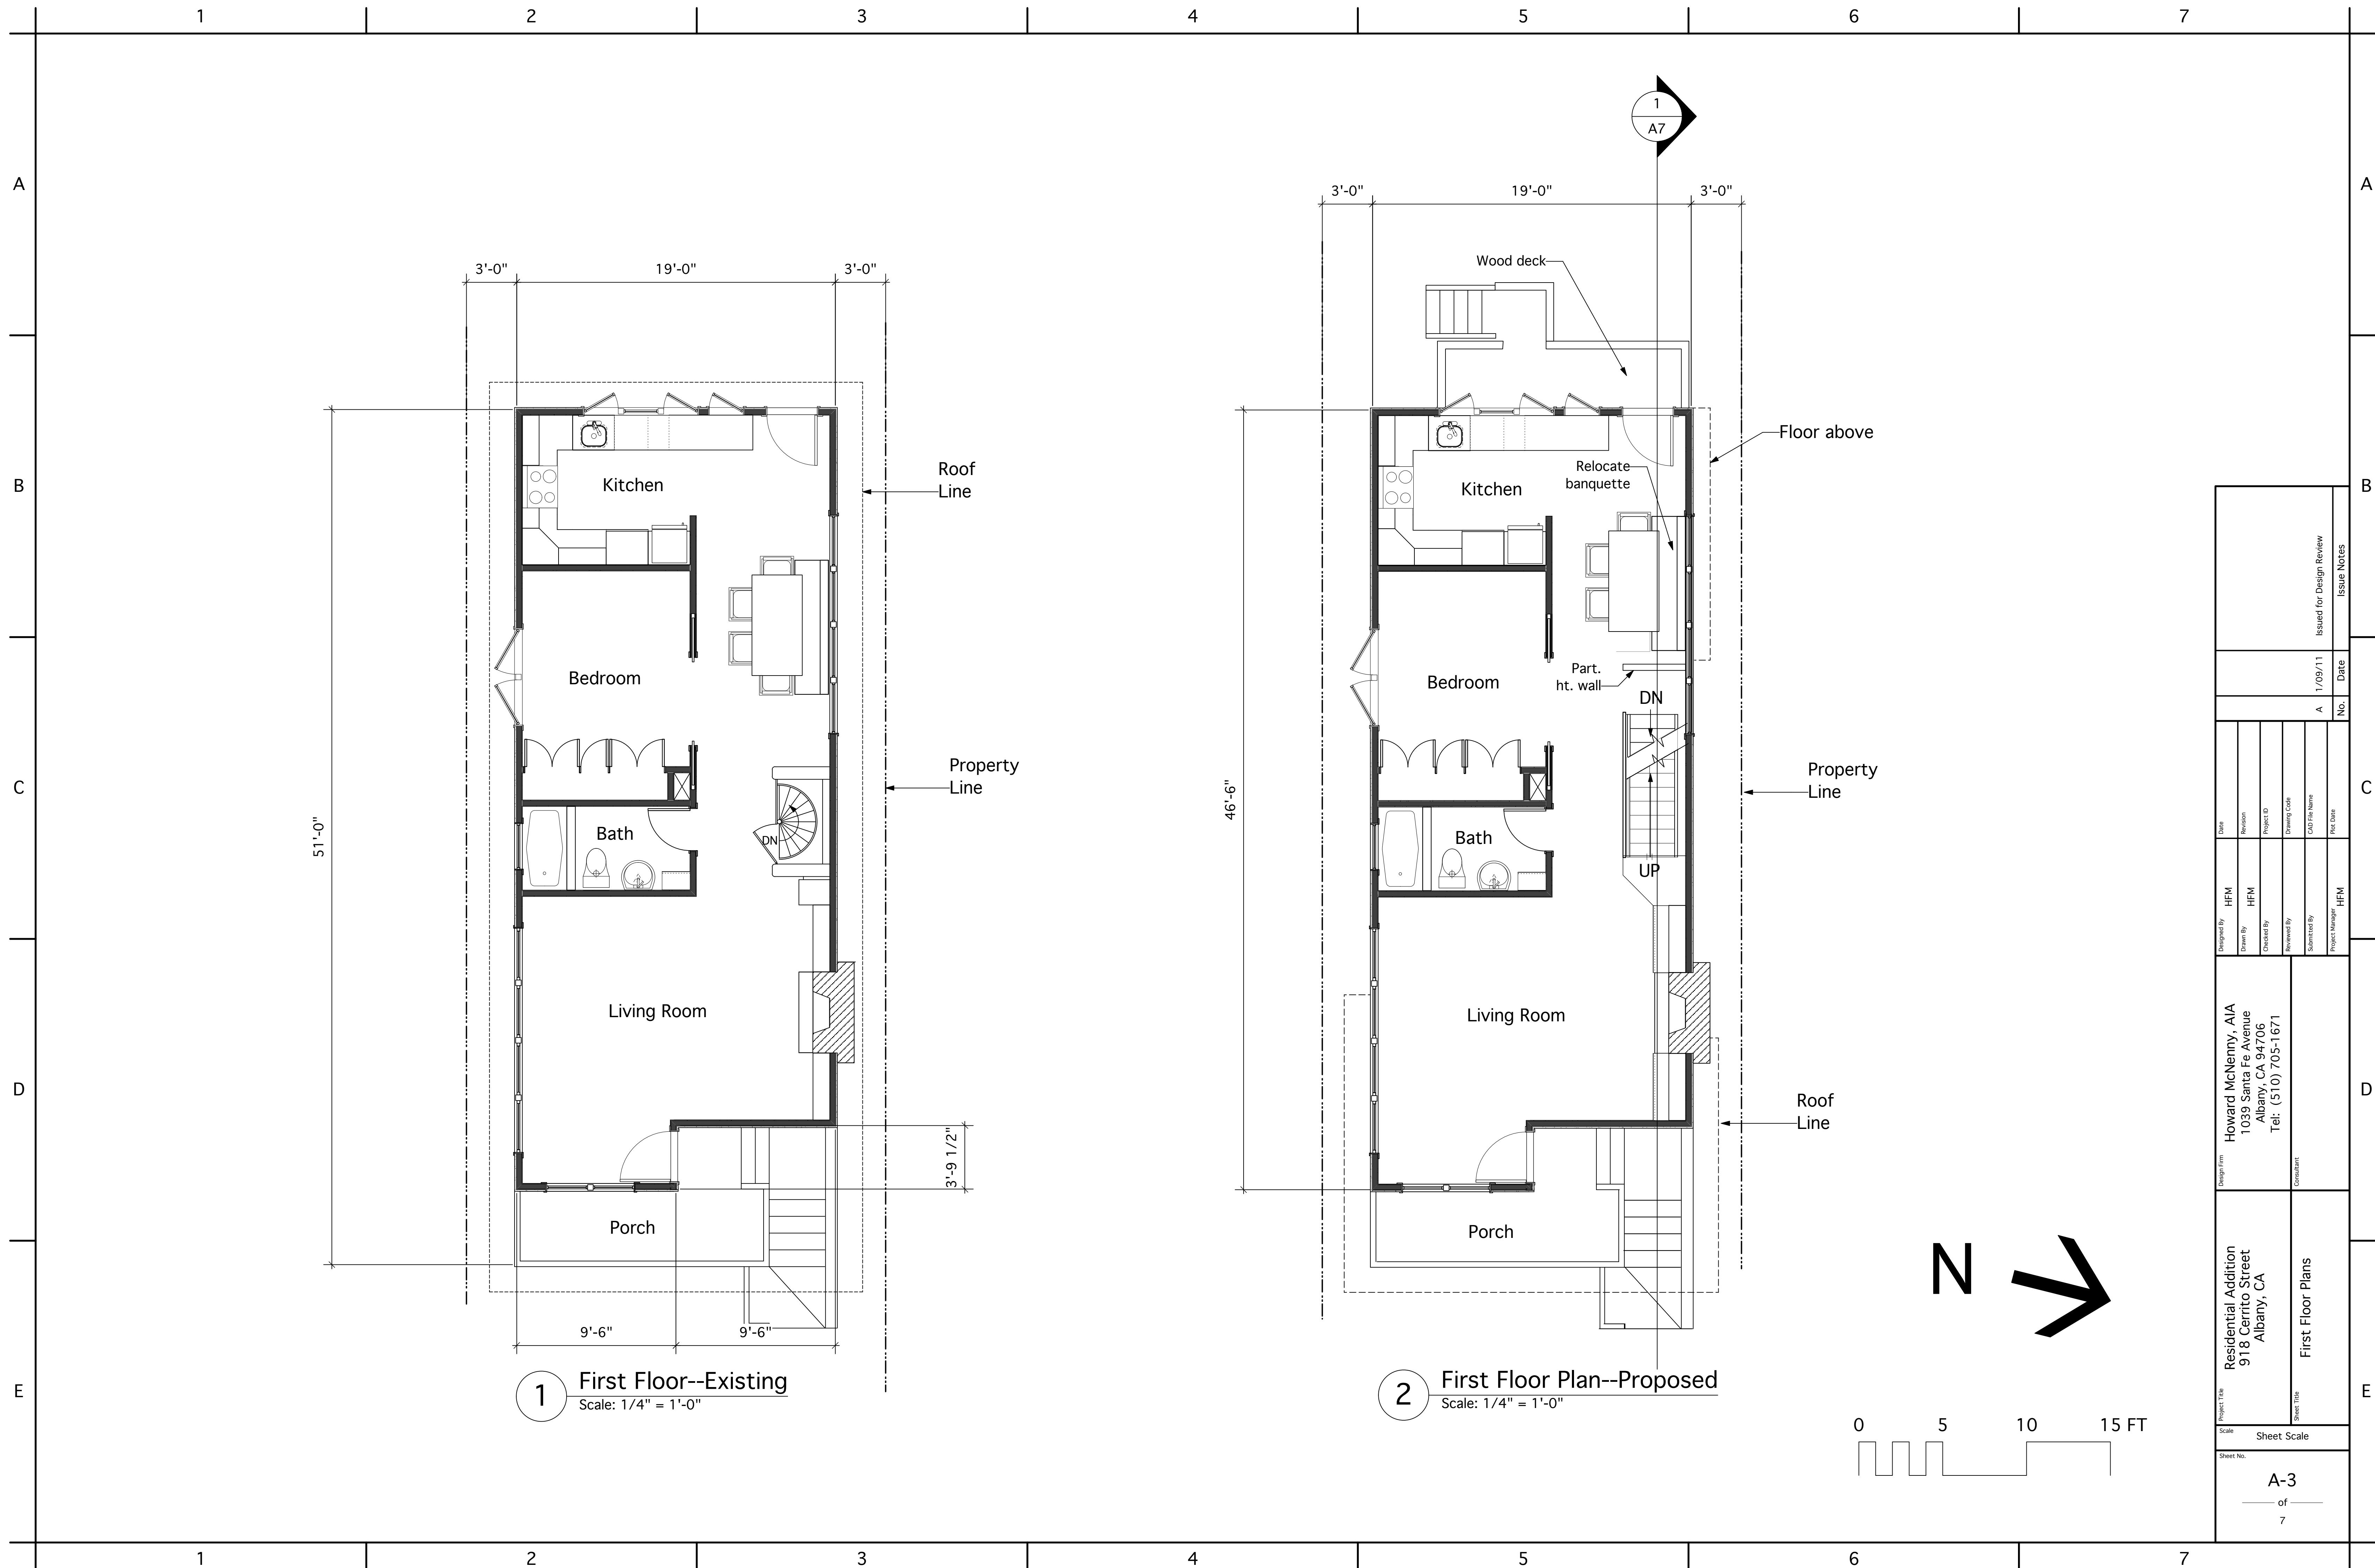 1
2
3
4
5
6
7
A
B
C
D
E
3'-0"
19'-0"
3'-0"
51'-0"
Kitchen
Roof
Line
Bedroom
Property
Line
Bath
DN
Living Room
3'-9 1/2"
Porch
9'-6"
9'-6"
1
First Floor--Existing
Scale: 1/4" = 1'-0"
1
A7
3'-0"
19'-0"
3'-0"
Wood deck
Floor above
Relocate
banquette
Kitchen
Part.
ht. wall
Bedroom
DN
46'-6"
Property
Line
Bath
UP
Living Room
Roof
Line
Porch
2
First Floor Plan--Proposed
Scale: 1/4" = 1'-0"
N
0
5
10
15 FT
A
B
C
D
E
Issued for Design Review
Issue Notes
1/09/11
Date
A
No.
Date
Revision
Project ID
Drawing Code
CAD File Name
Plot Date
Designed By
HFM
Drawn By
HFM
Checked By
Reviewed By
Submitted By
Project Manager
HFM
Design Firm
Howard McNenny, AIA
1039 Santa Fe Avenue
Albany, CA 94706
Tel: (510) 705-1671
Consultant
Project Title
Residential Addition
918 Cerrito Street
Albany, CA
Sheet Title
First Floor Plans
Scale
Sheet Scale
Sheet No.
A-3
of
7
1
2
3
4
5
6
7